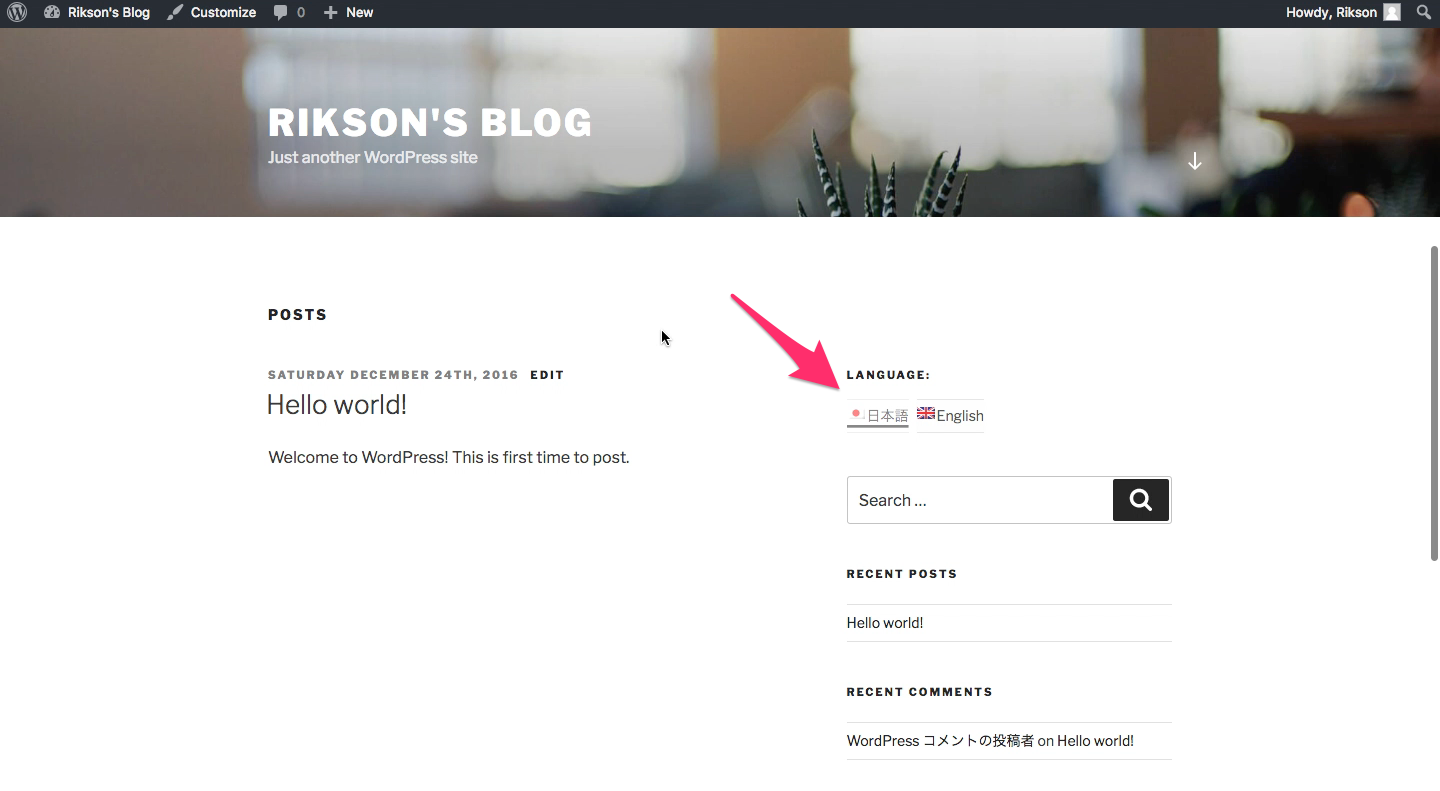 Rikson's Blog Customize 0 New Howdy, Rikson
RIKSON'S BLOG
Just another WordPress site
POSTS
SATURDAY DECEMBER 24TH, 2016 EDIT
Hello world!
Welcome to WordPress! This is first time to post.
LANGUAGE:
日本語 English
Search …
RECENT POSTS
Hello world!
RECENT COMMENTS
WordPress コメントの投稿者 on Hello world!